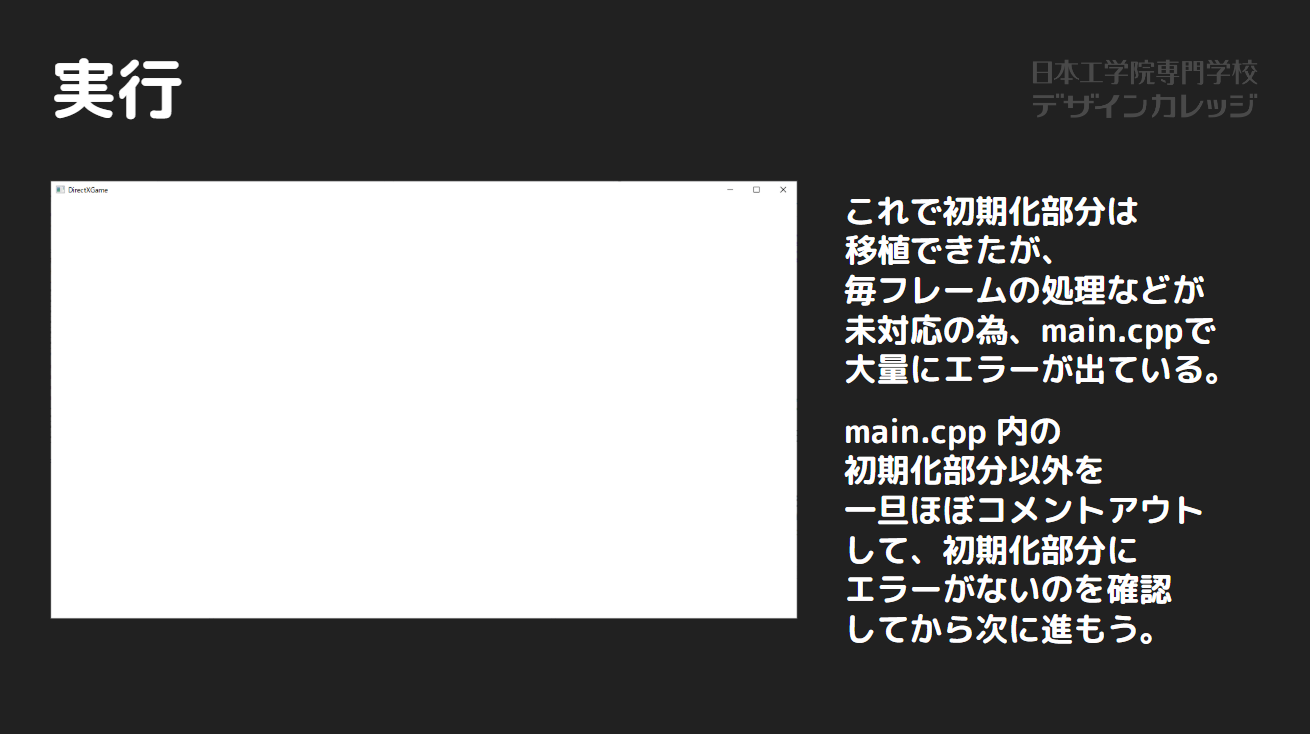 実行
日本工学院専門学校
デザインカレッジ
DirectXGame
これで初期化部分は
移植できたが、
毎フレームの処理などが
未対応の為、main.cppで
大量にエラーが出ている。
main.cpp 内の
初期化部分以外を
一旦ほぼコメントアウト
して、初期化部分に
エラーがないのを確認
してから次に進もう。